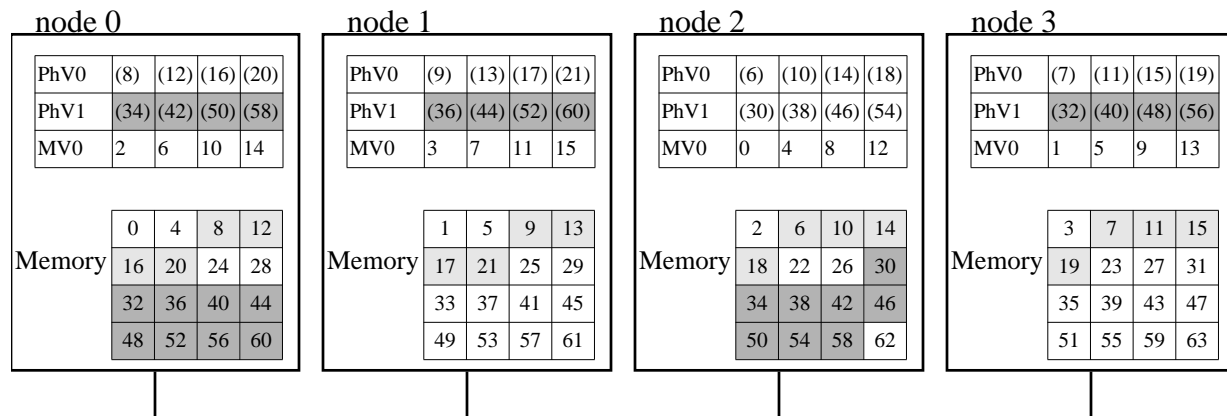 node 0 node 1 node 2 node 3
PhV0 (8) (12) (16) (20) PhV0 (9) (13) (17) (21) PhV0 (6) (10) (14) (18) PhV0 (7) (11) (15) (19)
PhV1 (34) (42) (50) (58) PhV1 (36) (44) (52) (60) PhV1 (30) (38) (46) (54) PhV1 (32) (40) (48) (56)
MV0 2 6 10 14 MV0 3 7 11 15 MV0 0 4 8 12 MV0 1 5 9 13
0 4 8 12 1 5 9 13 2 6 10 14 3 7 11 15
Memory 16 20 24 28 Memory 17 21 25 29 Memory 18 22 26 30 Memory 19 23 27 31
32 36 40 44 33 37 41 45 34 38 42 46 35 39 43 47
48 52 56 60 49 53 57 61 50 54 58 62 51 55 59 63